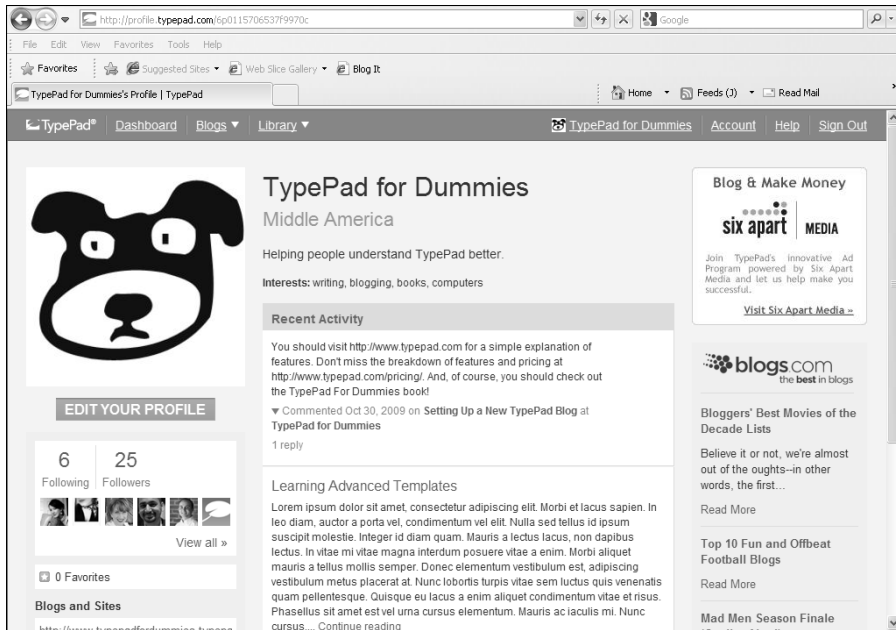 http://profile.typepad.com/6p0115706537f9970c
Google
File Edit View Favorites Tools Help
Favorites Suggested Sites Web Slice Gallery Blog It
TypePad for Dummies's Profile | TypePad
Home Feeds (J) Read Mail
TypePad® Dashboard Blogs Library TypePad for Dummies Account Help Sign Out
TypePad for Dummies
Middle America
Helping people understand TypePad better.
Interests: writing, blogging, books, computers
EDIT YOUR PROFILE
6 25
Following Followers
View all »
0 Favorites
Blogs and Sites
http://www.typepadfordummies.typepa
Recent Activity
You should visit http://www.typepad.com for a simple explanation of
features. Don't miss the breakdown of features and pricing at
http://www.typepad.com/pricing/. And, of course, you should check out
the TypePad For Dummies book!
Commented Oct 30, 2009 on Setting Up a New TypePad Blog at
TypePad for Dummies
1 reply
Learning Advanced Templates
Lorem ipsum dolor sit amet, consectetur adipiscing elit. Morbi et lacus sapien. In
leo diam, auctor a porta vel, condimentum vel elit. Nulla sed tellus id ipsum
suscipit molestie. Integer id diam quam. Mauris a lectus lacus, non dapibus
lectus. In vitae mi vitae magna interdum posuere vitae a enim. Morbi aliquet
mauris a tellus mollis semper. Donec elementum vestibulum est, adipiscing
vestibulum metus placerat at. Nunc lobortis turpis vitae sem luctus quis venenatis
quam pellentesque. Quisque eu lacus a enim aliquet condimentum vitae et risus.
Phasellus sit amet est vel urna cursus elementum. Mauris ac iaculis mi. Nunc
cursus.... Continue reading
Blog & Make Money
six apart MEDIA
Join TypePad's innovative Ad
Program powered by Six Apart
Media and let us help make you
successful.
Visit Six Apart Media »
blogs.com
the best in blogs
Bloggers' Best Movies of the
Decade Lists
Believe it or not, we're almost
out of the oughts--in other
words, the first...
Read More
Top 10 Fun and Offbeat
Football Blogs
Read More
Mad Men Season Finale